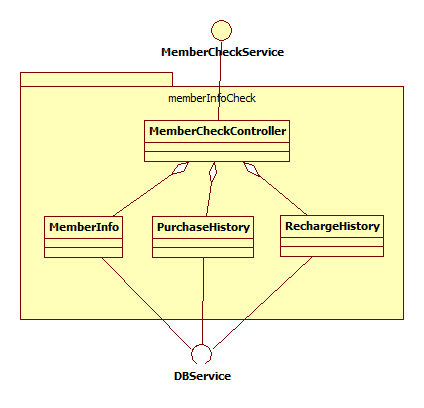 MemberCheckService
memberInfoCheck
MemberCheckController
MemberInfo
PurchaseHistory
RechargeHistory
DBService